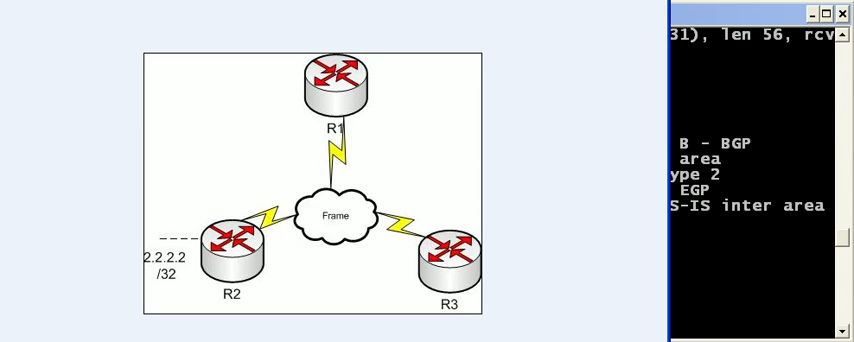 R1
Frame
2.2.2.2
/32
R2
R3
31), len 56, rcv
B - BGP
area
ype 2
EGP
S-IS inter area